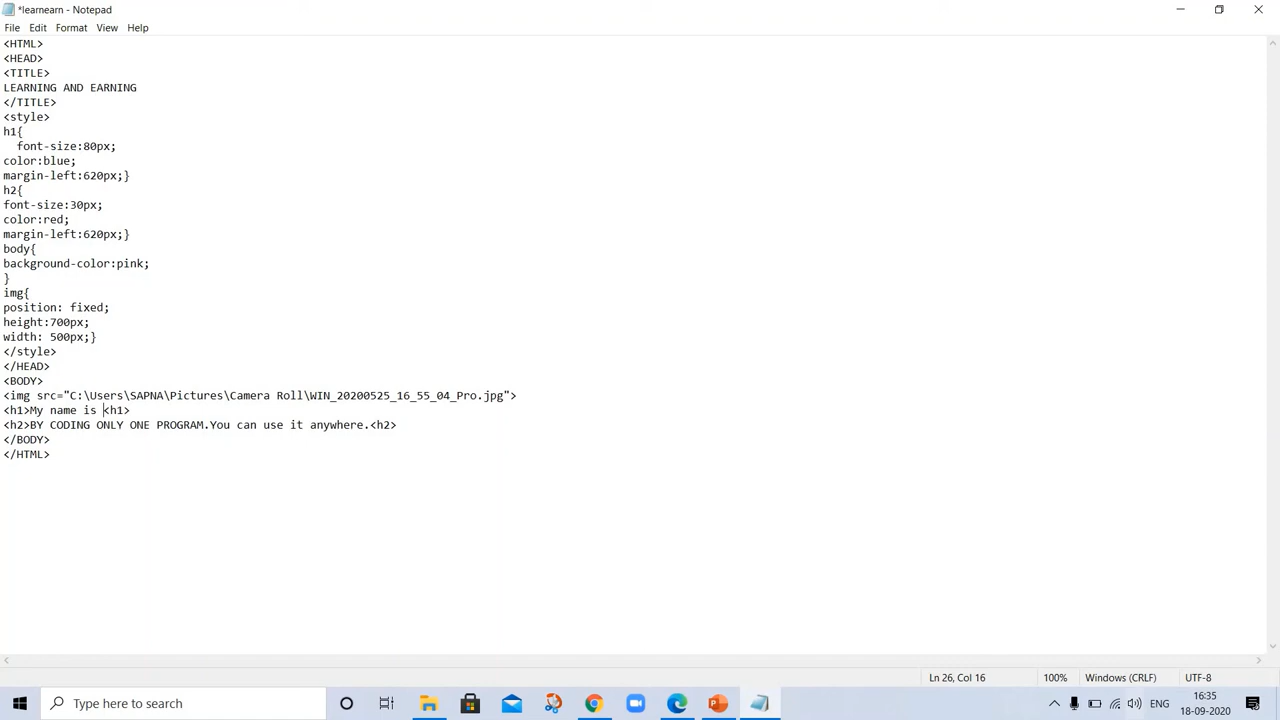 *learnearn - Notepad
File Edit Format View Help
<HTML>
<HEAD>
<TITLE>
LEARNING AND EARNING
</TITLE>
<style>
h1{
  font-size:80px;
color:blue;
margin-left:620px;}
h2{
font-size:30px;
color:red;
margin-left:620px;}
body{
background-color:pink;
}
img{
position: fixed;
height:700px;
width: 500px;}
</style>
</HEAD>
<BODY>
<img src="C:\Users\SAPNA\Pictures\Camera Roll\WIN_20200525_16_55_04_Pro.jpg">
<h1>My name is <h1>
<h2>BY CODING ONLY ONE PROGRAM.You can use it anywhere.<h2>
</BODY>
</HTML>
Ln 26, Col 16 100% Windows (CRLF) UTF-8
Type here to search
ENG
16:35
18-09-2020